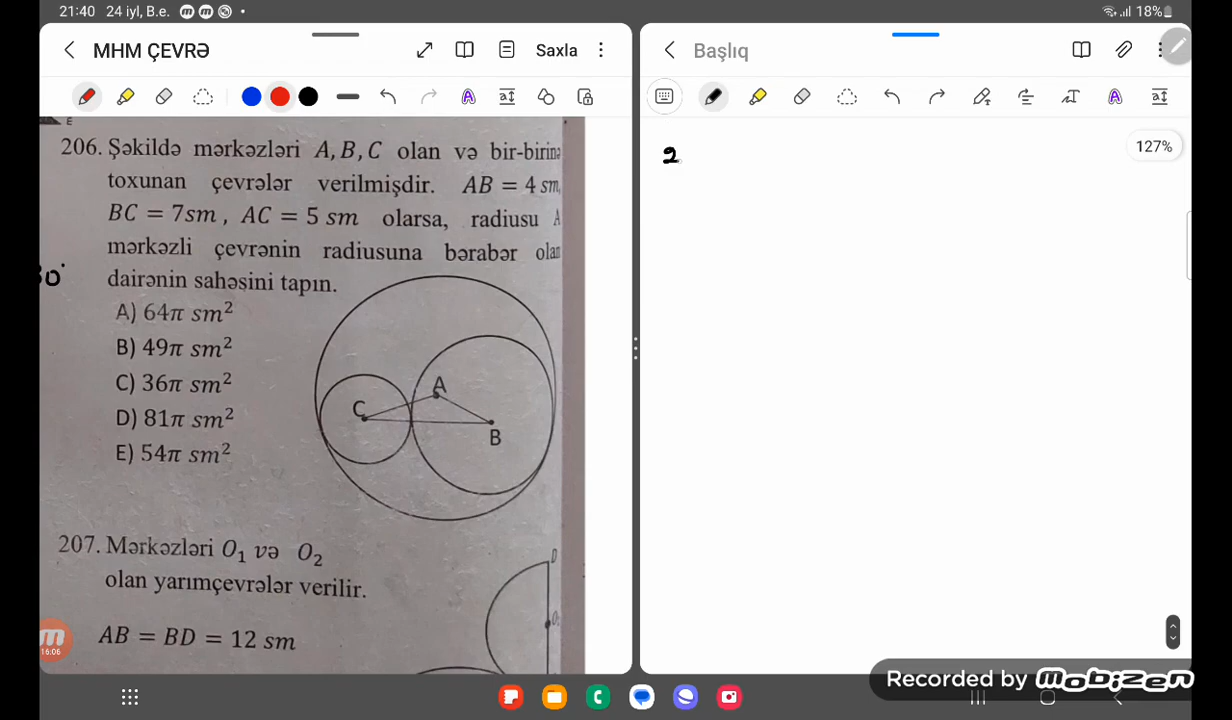 21:40 24 iyl, B.e.
18%
MHM ÇEVRƏ
Saxla
Başlıq
127%
E
206. Şəkildə mərkəzləri A, B, C olan və bir-birinə
toxunan çevrələr verilmişdir. AB = 4 sm,
BC = 7sm , AC = 5 sm olarsa, radiusu A
mərkəzli çevrənin radiusuna bərabər olan
dairənin sahəsini tapın.
A) 64π sm²
B) 49π sm²
C) 36π sm²
D) 81π sm²
E) 54π sm²
A
C
B
2
207. Mərkəzləri O₁ və O₂
olan yarımçevrələr verilir.
AB = BD = 12 sm
D
16:06
Recorded by mobizen